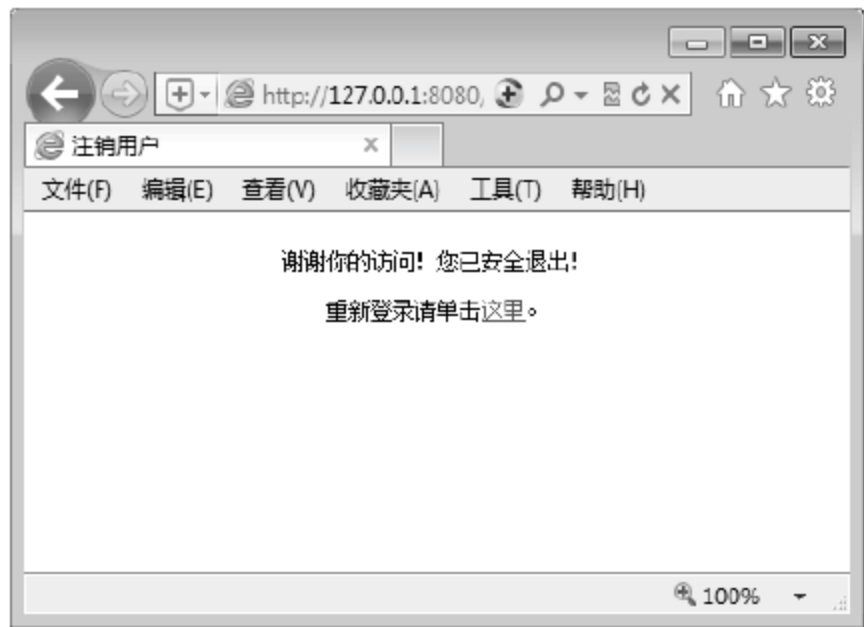 http://127.0.0.1:8080,
注销用户
文件(F) 编辑(E) 查看(V) 收藏夹(A) 工具(T) 帮助(H)
谢谢你的访问! 您已安全退出!
重新登录请单击这里。
100%